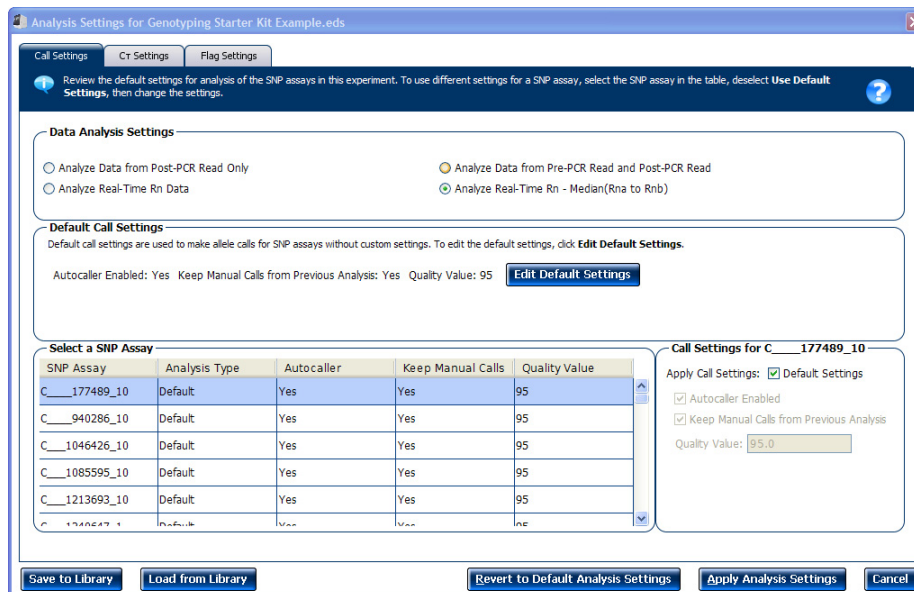 Analysis Settings for Genotyping Starter Kit Example.eds
Call Settings
CT Settings
Flag Settings
Review the default settings for analysis of the SNP assays in this experiment. To use different settings for a SNP assay, select the SNP assay in the table, deselect Use Default
Settings, then change the settings.
?
Data Analysis Settings
Analyze Data from Post-PCR Read Only
Analyze Data from Pre-PCR Read and Post-PCR Read
Analyze Real-Time Rn Data
Analyze Real-Time Rn - Median(Rna to Rnb)
Default Call Settings
Default call settings are used to make allele calls for SNP assays without custom settings. To edit the default settings, click Edit Default Settings.
Autocaller Enabled: Yes Keep Manual Calls from Previous Analysis: Yes Quality Value: 95 Edit Default Settings
Select a SNP Assay
SNP Assay Analysis Type Autocaller Keep Manual Calls Quality Value
C____177489_10 Default Yes Yes 95
C____940286_10 Default Yes Yes 95
C___1046426_10 Default Yes Yes 95
C___1085595_10 Default Yes Yes 95
C___1213693_10 Default Yes Yes 95
Default Yes Yes 95
Call Settings for C____177489_10
Apply Call Settings: Default Settings
Autocaller Enabled
Keep Manual Calls from Previous Analysis
Quality Value: 95.0
Save to Library
Load from Library
Revert to Default Analysis Settings
Apply Analysis Settings
Cancel